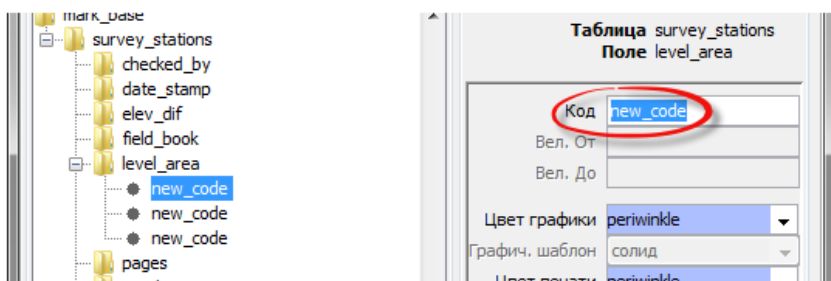 mark_base
survey_stations
checked_by
date_stamp
elev_dif
field_book
level_area
new_code
new_code
new_code
pages
Таблица survey_stations
Поле level_area
Код new_code
Вел. От
Вел. До
Цвет графики periwinkle
Графич. шаблон солид
Цвет печати periwinkle